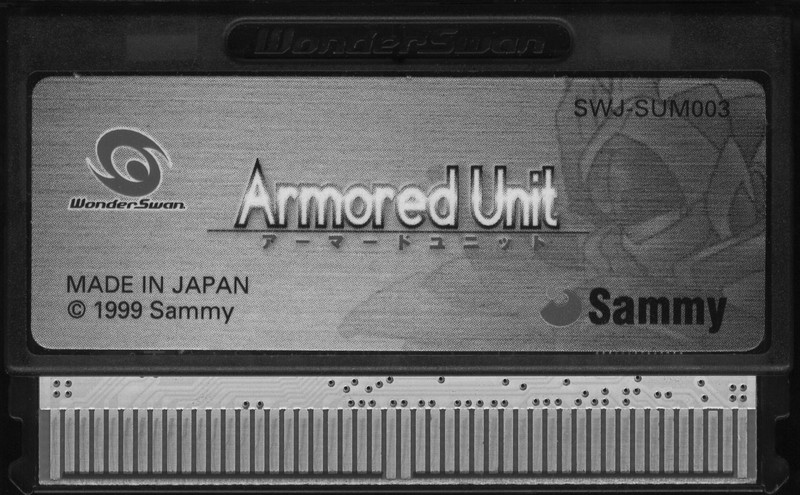 WonderSwan
SWJ-SUM003
WonderSwan
Armored Unit
アーマードユニット
MADE IN JAPAN
© 1999 Sammy
Sammy